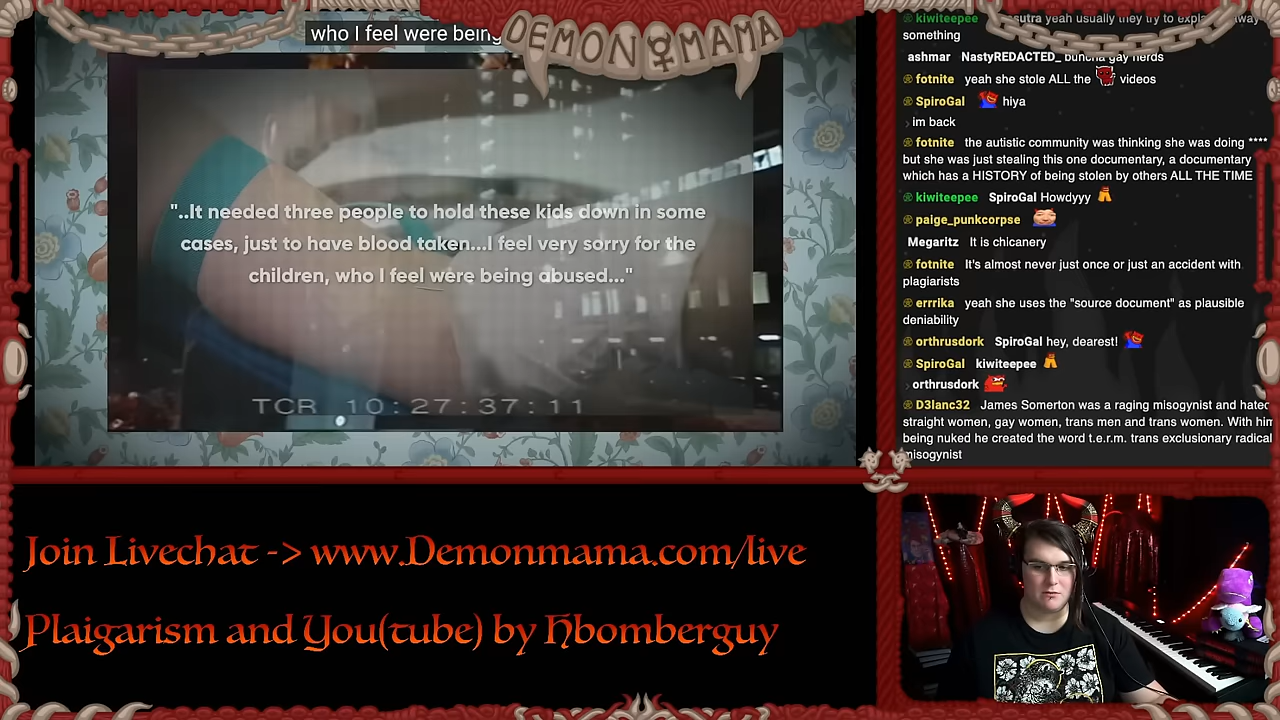 who I feel were being
DEMON MAMA
"..It needed three people to hold these kids down in some
cases, just to have blood taken...I feel very sorry for the
children, who I feel were being abused..."
TCR 10:27:37:11
kiwiteepee yeah usually they try to
something
ashmar NastyREDACTED_ buncha gay nerds
fotnite yeah she stole ALL the videos
SpiroGal hiya
im back
fotnite the autistic community was thinking she was doing ****
but she was just stealing this one documentary, a documentary
which has a HISTORY of being stolen by others ALL THE TIME
kiwiteepee SpiroGal Howdyyy
paige_punkcorpse
Megaritz It is chicanery
fotnite It's almost never just once or just an accident with
plagiarists
errrika yeah she uses the "source document" as plausible
deniability
orthrusdork SpiroGal hey, dearest!
SpiroGal kiwiteepee
orthrusdork
D3lanc32 James Somerton was a raging misogynist and hated
straight women, gay women, trans men and trans women. With him
being nuked he created the word t.e.r.m. trans exclusionary radical
misogynist
Join Livechat -> www.Demonmama.com/live
Plaigarism and You(tube) by Hbomberguy